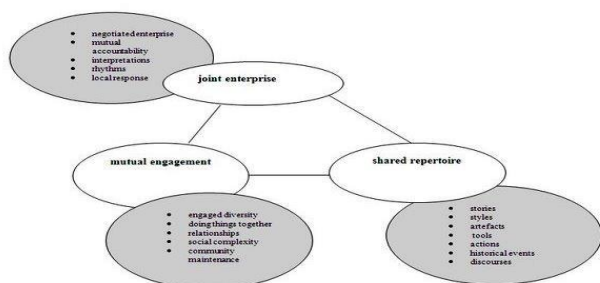 • negotiated enterprise
• mutual
accountability
• interpretations
• rhythms
• local response
joint enterprise
mutual engagement
shared repertoire
• engaged diversity
• doing things together
• relationships
• social complexity
• community
maintenance
• stories
• styles
• artefacts
• tools
• actions
• historical events
• discourses